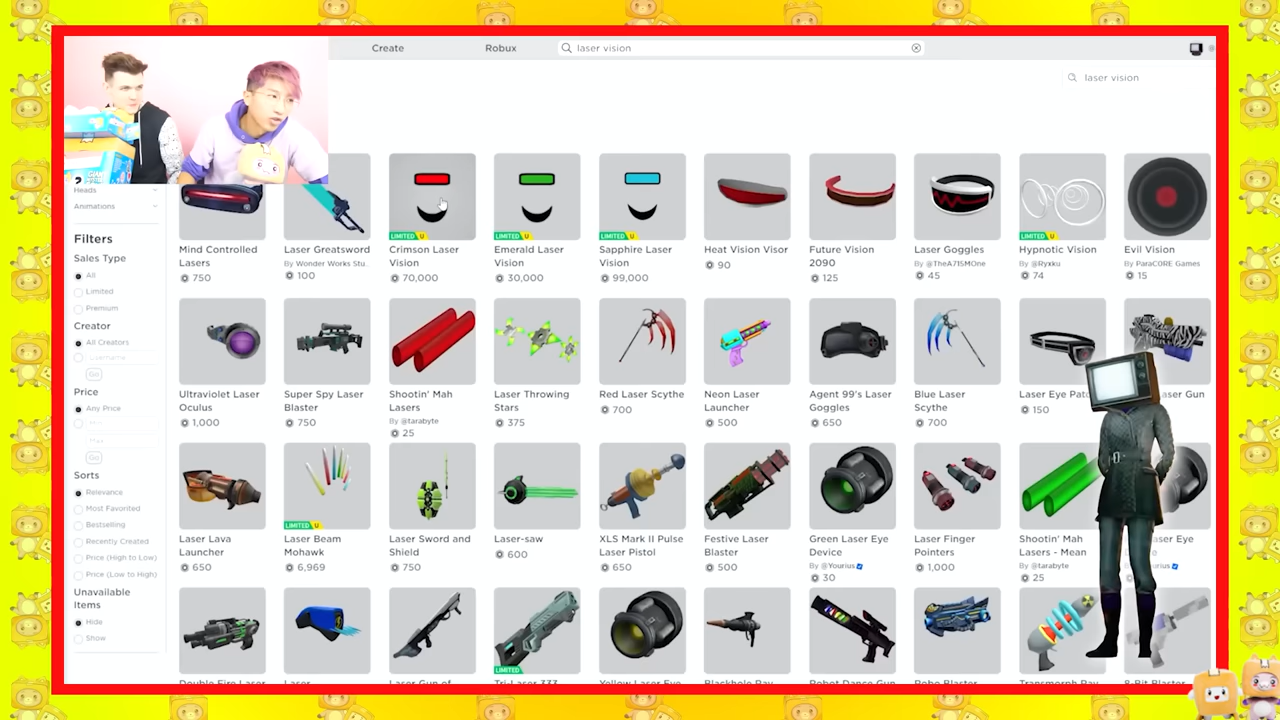 Create
Robux
laser vision
laser vision
Heads
Animations
Filters
Sales Type
All
Limited
Premium
Creator
All Creators
Go
Price
Any Price
Go
Sorts
Relevance
Most Favorited
Bestselling
Recently Created
Price (High to Low)
Price (Low to High)
Unavailable
Items
Hide
Show
Mind Controlled
Lasers
750
Laser Greatsword
By Wonder Works Stu..
100
LIMITED U
Crimson Laser
Vision
70,000
LIMITED U
Emerald Laser
Vision
30,000
LIMITED U
Sapphire Laser
Vision
99,000
Heat Vision Visor
90
Future Vision
2090
125
Laser Goggles
By @TheA71SMOne
45
LIMITED U
Hypnotic Vision
By @Ryxku
74
Evil Vision
By ParaC0RE Games
15
Ultraviolet Laser
Oculus
1,000
Super Spy Laser
Blaster
750
Shootin' Mah
Lasers
By @tarabyte
25
Laser Throwing
Stars
375
Red Laser Scythe
700
Neon Laser
Launcher
500
Agent 99's Laser
Goggles
650
Blue Laser
Scythe
700
Laser Eye
150
Gun
Laser Lava
Launcher
650
LIMITED U
Laser Beam
Mohawk
6,969
Laser Sword and
Shield
750
Laser-saw
600
XLS Mark II Pulse
Laser Pistol
650
Festive Laser
Blaster
500
Green Laser Eye
Device
By @Yourius
30
Laser Finger
Pointers
1,000
Shootin' Mah
Lasers - Mean
By @tarabyte
25
Eye
LIMITED